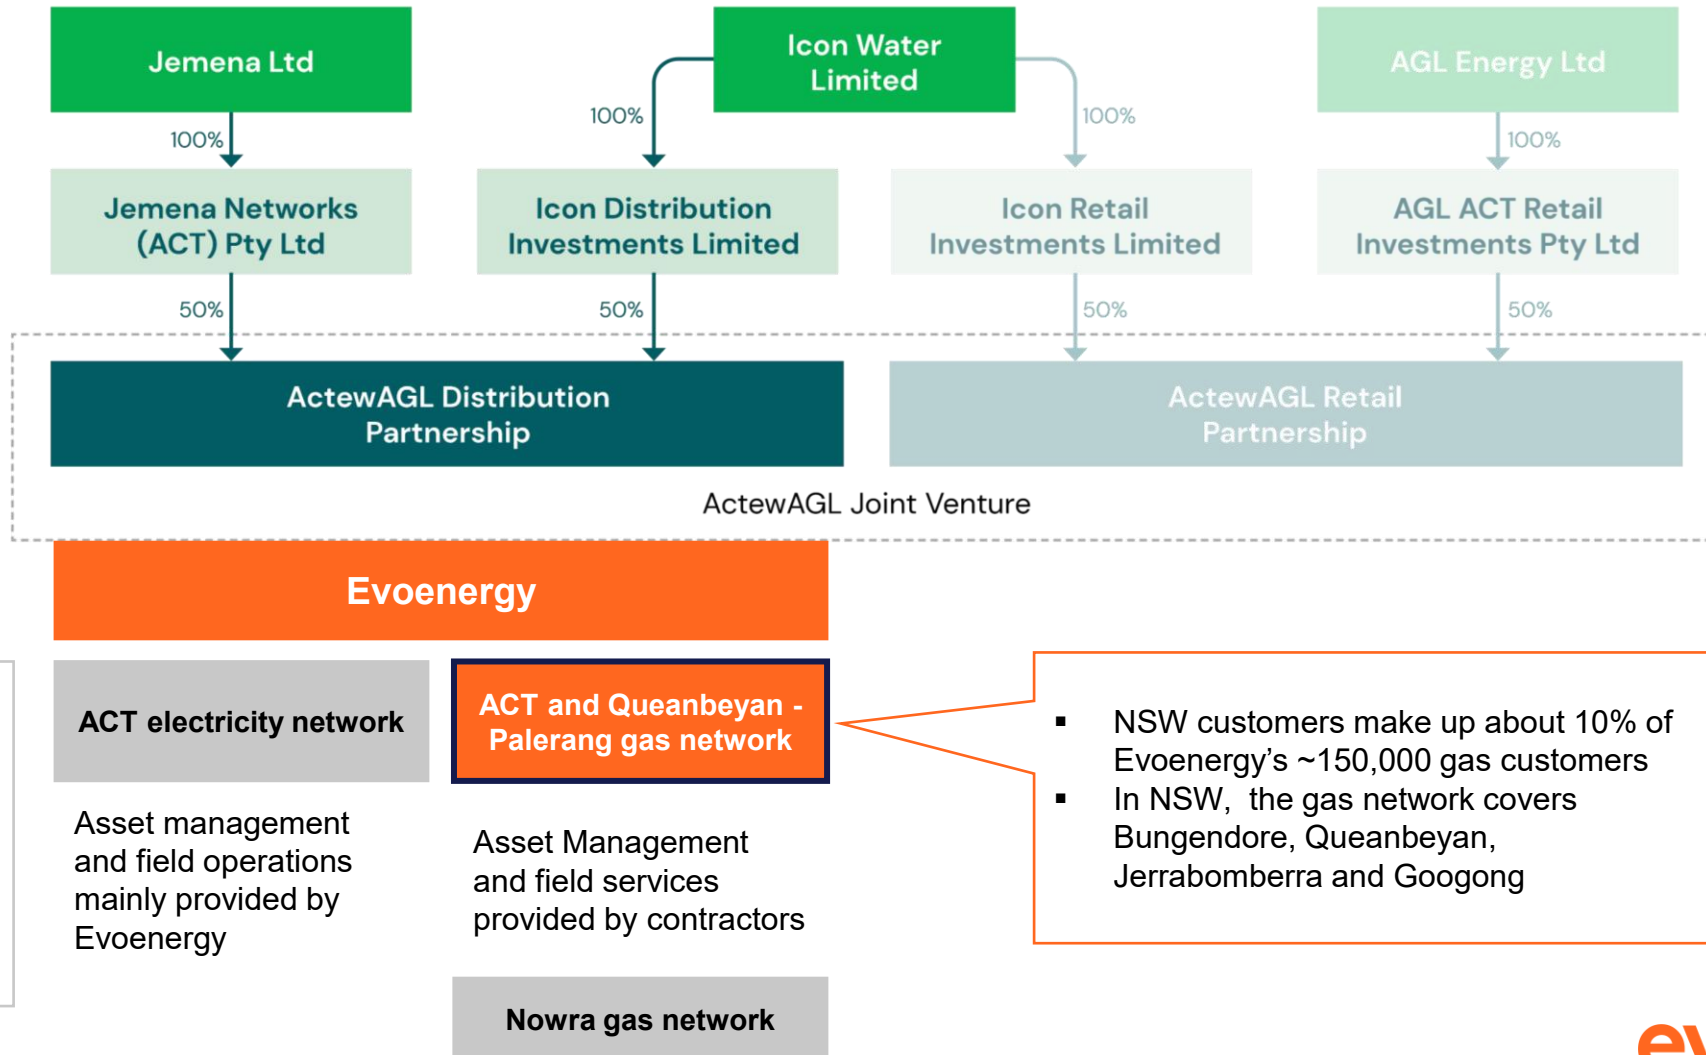 Jemena Ltd
Icon Water
Limited
AGL Energy Ltd
100%
100%
100%
100%
Jemena Networks
(ACT) Pty Ltd
Icon Distribution
Investments Limited
Icon Retail
Investments Limited
AGL ACT Retail
Investments Pty Ltd
50%
50%
50%
50%
ActewAGL Distribution
Partnership
ActewAGL Retail
Partnership
ActewAGL Joint Venture
Evoenergy
ACT electricity network
ACT and Queanbeyan -
Palerang gas network
Asset management
and field operations
mainly provided by
Evoenergy
Asset Management
and field services
provided by contractors
Nowra gas network
▪ NSW customers make up about 10% of
Evoenergy’s ~150,000 gas customers
▪ In NSW, the gas network covers
Bungendore, Queanbeyan,
Jerrabomberra and Googong